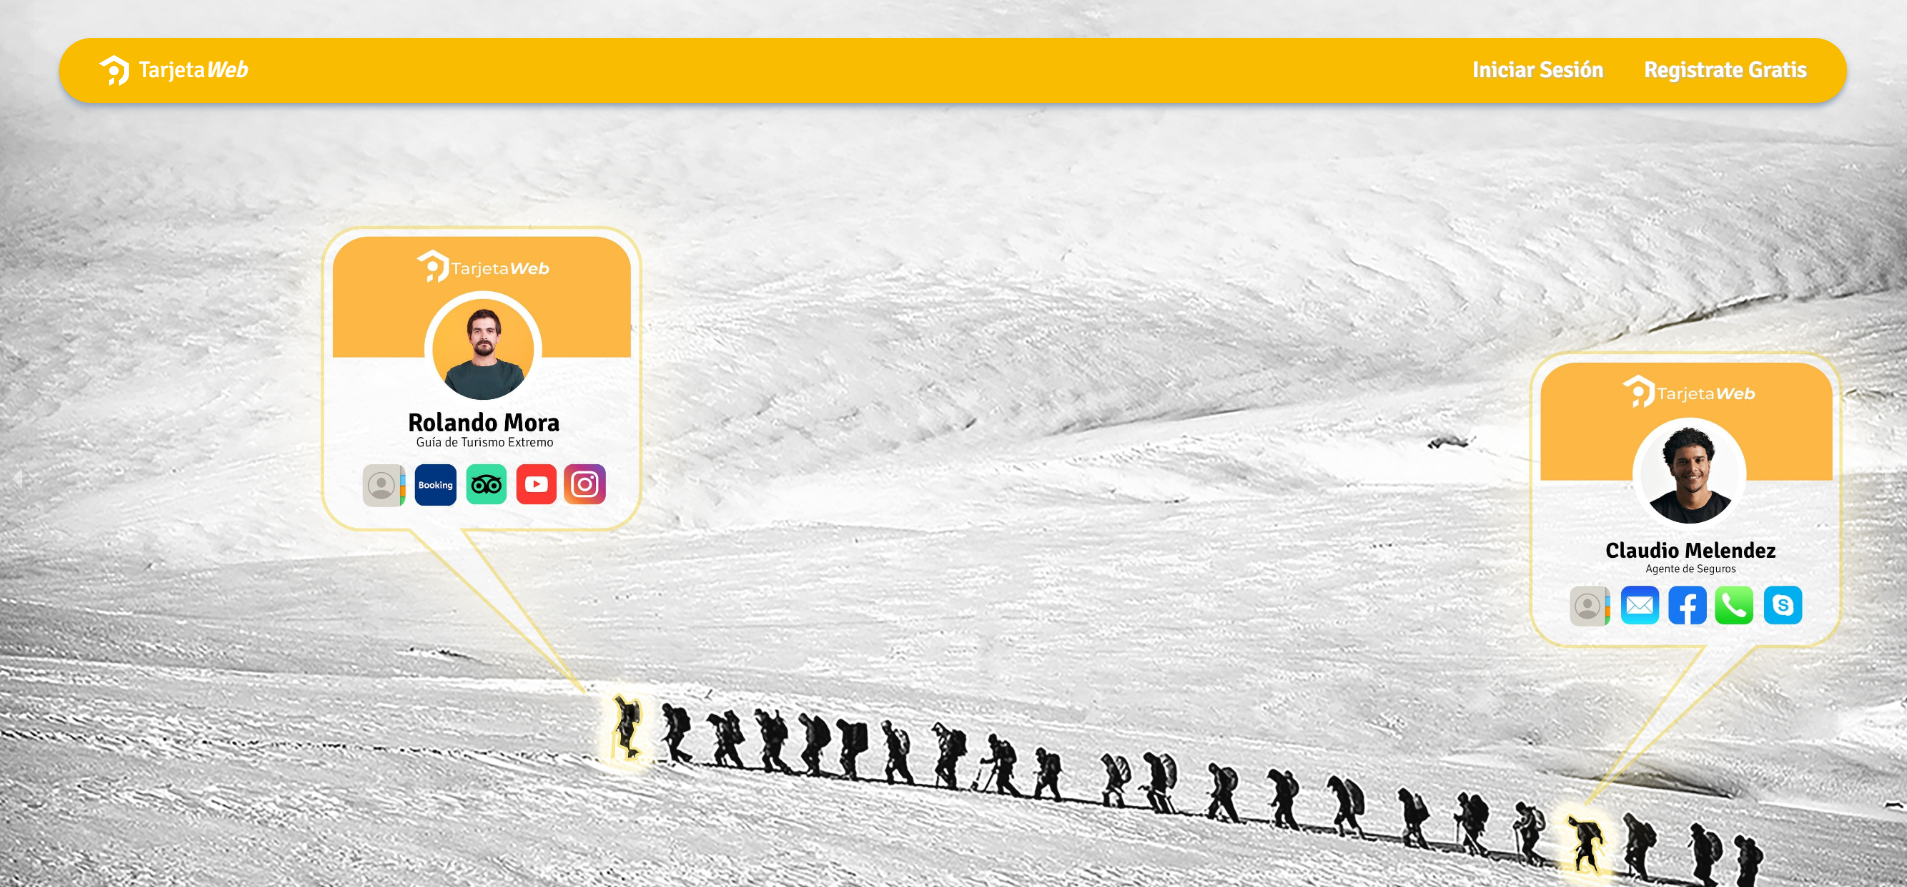 TarjetaWeb
Iniciar Sesión
Registrate Gratis
TarjetaWeb
Rolando Mora
Guía de Turismo Extremo
Booking
TarjetaWeb
Claudio Melendez
Agente de Seguros